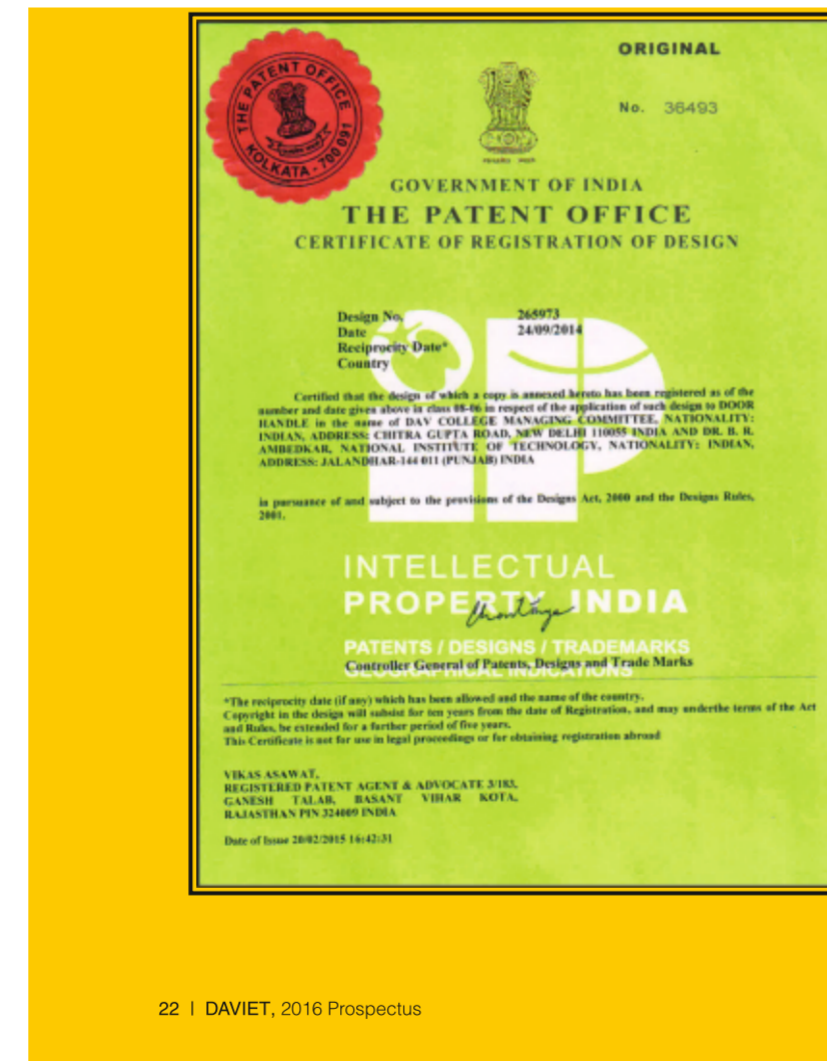 THE PATENT OFFICE
KOLKATA - 700 091
ORIGINAL
No. 36493
GOVERNMENT OF INDIA
THE PATENT OFFICE
CERTIFICATE OF REGISTRATION OF DESIGN
Design No. 265973
Date 24/09/2014
Reciprocity Date*
Country
Certified that the design of which a copy is annexed hereto has been registered as of the
number and date given above in class 08-06 in respect of the application of such design to DOOR
HANDLE in the name of DAV COLLEGE MANAGING COMMITTEE, NATIONALITY:
INDIAN, ADDRESS: CHITRA GUPTA ROAD, NEW DELHI 110055 INDIA AND DR. B. R.
AMBEDKAR, NATIONAL INSTITUTE OF TECHNOLOGY, NATIONALITY: INDIAN,
ADDRESS: JALANDHAR-144 011 (PUNJAB) INDIA
in pursuance of and subject to the provisions of the Designs Act, 2000 and the Designs Rules,
2001.
INTELLECTUAL
PROPERTY INDIA
PATENTS / DESIGNS / TRADEMARKS
Controller General of Patents, Designs and Trade Marks
GEOGRAPHICAL INDICATIONS
*The reciprocity date (if any) which has been allowed and the name of the country.
Copyright in the design will subsist for ten years from the date of Registration, and may underthe terms of the Act
and Rules, be extended for a further period of five years.
This Certificate is not for use in legal proceedings or for obtaining registration abroad
VIKAS ASAWAT,
REGISTERED PATENT AGENT & ADVOCATE 3/183,
GANESH TALAB, BASANT VIHAR KOTA,
RAJASTHAN PIN 324009 INDIA
Date of Issue 20/02/2015 16:42:31
22 | DAVIET, 2016 Prospectus